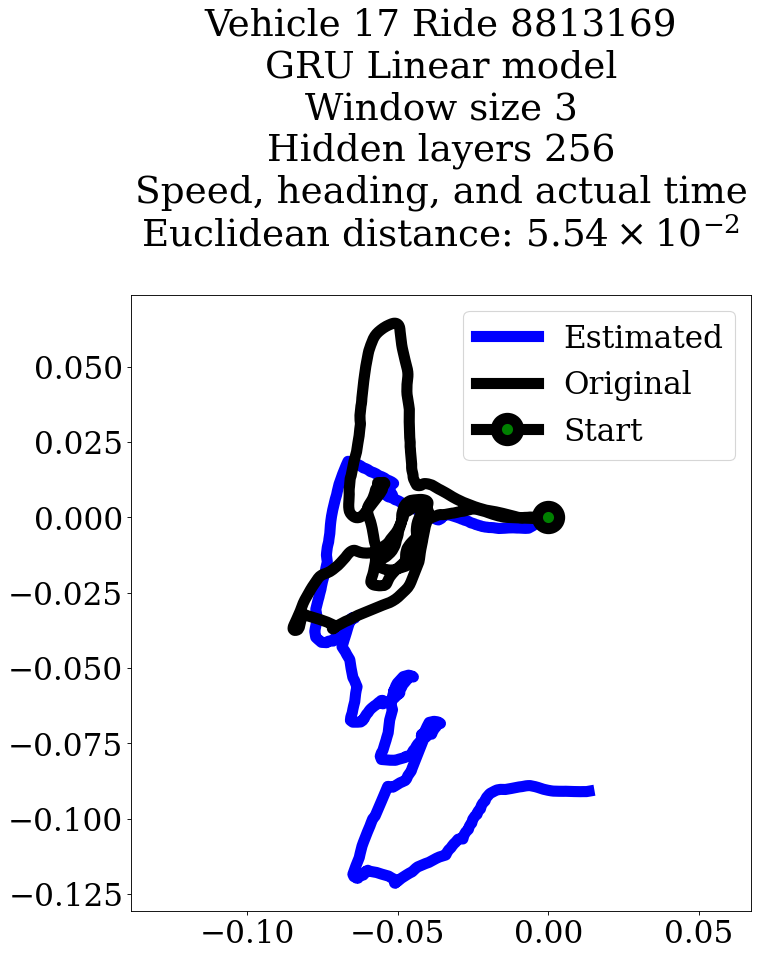 Vehicle 17 Ride 8813169
GRU Linear model
Window size 3
Hidden layers 256
Speed, heading, and actual time
Euclidean distance: 5.54 × 10⁻²
Estimated
Original
Start
0.050
0.025
0.000
−0.025
−0.050
−0.075
−0.100
−0.125
−0.10 −0.05 0.00 0.05